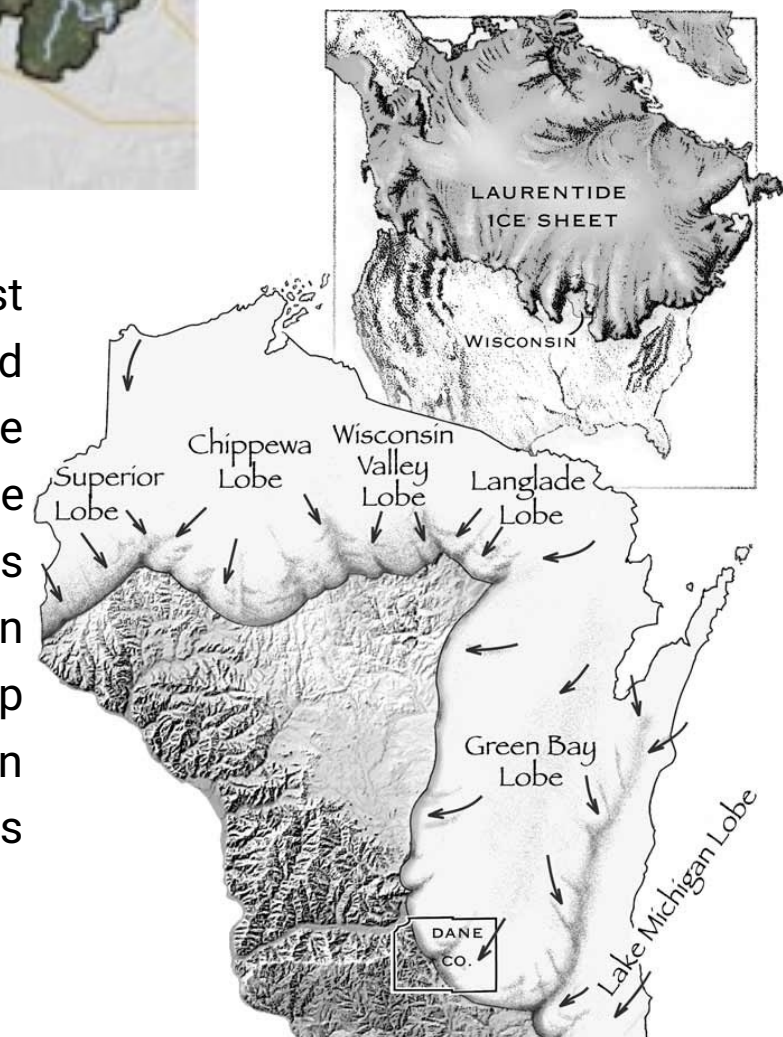 LAURENTIDE
ICE SHEET
WISCONSIN
st
d
e
e
s
n
p
n
s
Superior
Lobe
Chippewa
Lobe
Wisconsin
Valley
Lobe
Langlade
Lobe
Green Bay
Lobe
Lake Michigan Lobe
DANE
CO.